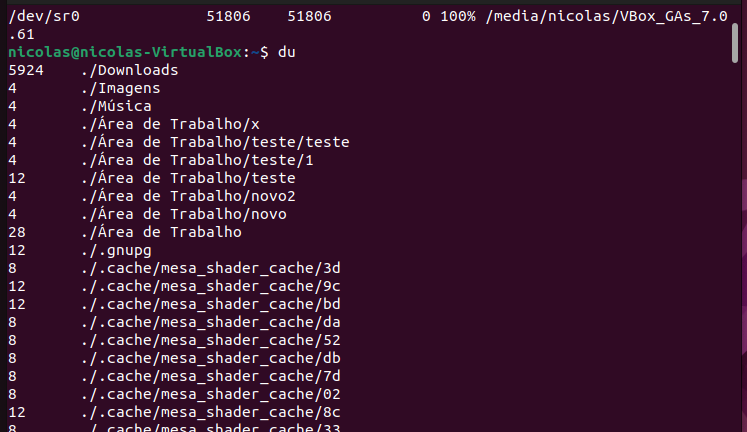 /dev/sr0 51806 51806 0 100% /media/nicolas/VBox_GAs_7.0
.61
nicolas@nicolas-VirtualBox:~$ du
5924 ./Downloads
4 ./Imagens
4 ./Música
4 ./Área de Trabalho/x
4 ./Área de Trabalho/teste/teste
4 ./Área de Trabalho/teste/1
12 ./Área de Trabalho/teste
4 ./Área de Trabalho/novo2
4 ./Área de Trabalho/novo
28 ./Área de Trabalho
12 ./.gnupg
8 ./.cache/mesa_shader_cache/3d
12 ./.cache/mesa_shader_cache/9c
12 ./.cache/mesa_shader_cache/bd
8 ./.cache/mesa_shader_cache/da
8 ./.cache/mesa_shader_cache/52
8 ./.cache/mesa_shader_cache/db
8 ./.cache/mesa_shader_cache/7d
8 ./.cache/mesa_shader_cache/02
12 ./.cache/mesa_shader_cache/8c
8 ./.cache/mesa_shader_cache/33